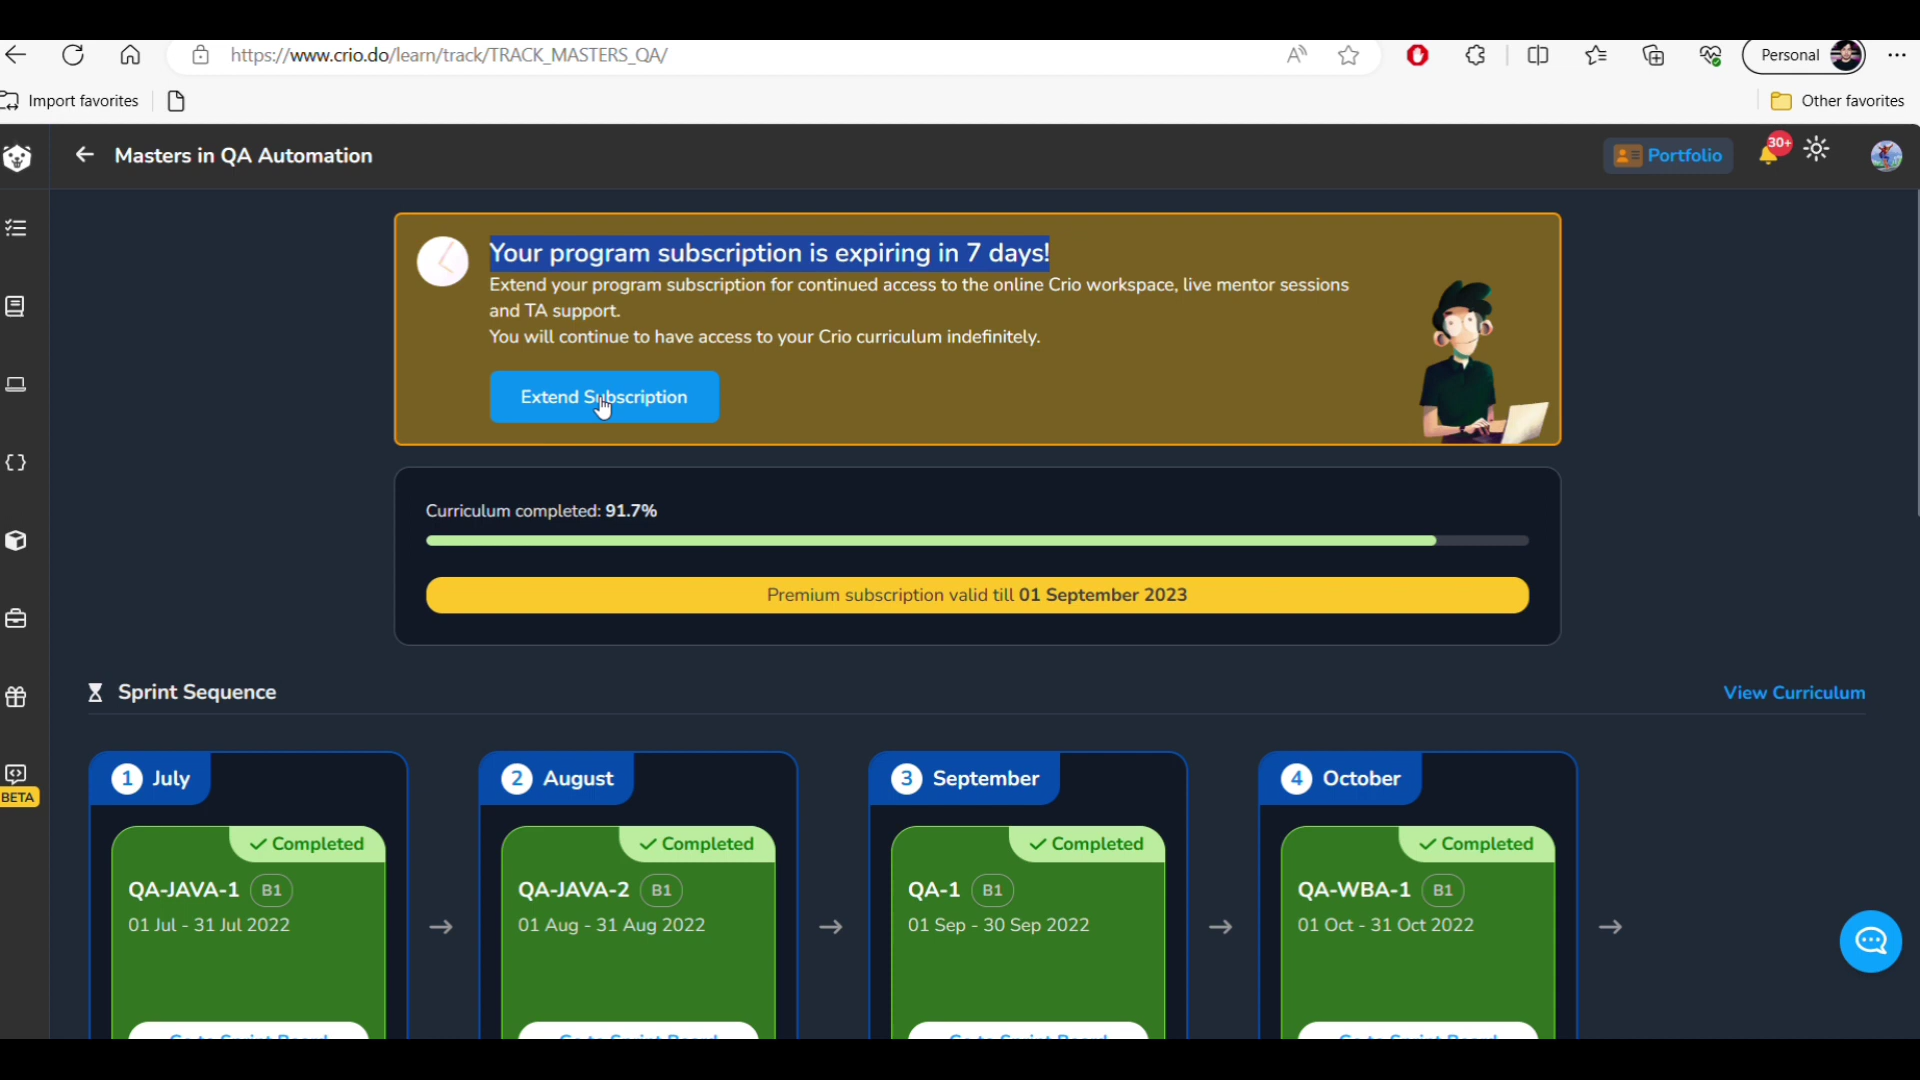 https://www.crio.do/learn/track/TRACK_MASTERS_QA/
Personal
Import favorites
Other favorites
Masters in QA Automation
Portfolio
30+
Your program subscription is expiring in 7 days!
Extend your program subscription for continued access to the online Crio workspace, live mentor sessions
and TA support.
You will continue to have access to your Crio curriculum indefinitely.
Extend Subscription
Curriculum completed: 91.7%
Premium subscription valid till 01 September 2023
Sprint Sequence
View Curriculum
1 July
2 August
3 September
4 October
BETA
Completed
Completed
Completed
Completed
QA-JAVA-1 B1
QA-JAVA-2 B1
QA-1 B1
QA-WBA-1 B1
01 Jul - 31 Jul 2022
01 Aug - 31 Aug 2022
01 Sep - 30 Sep 2022
01 Oct - 31 Oct 2022